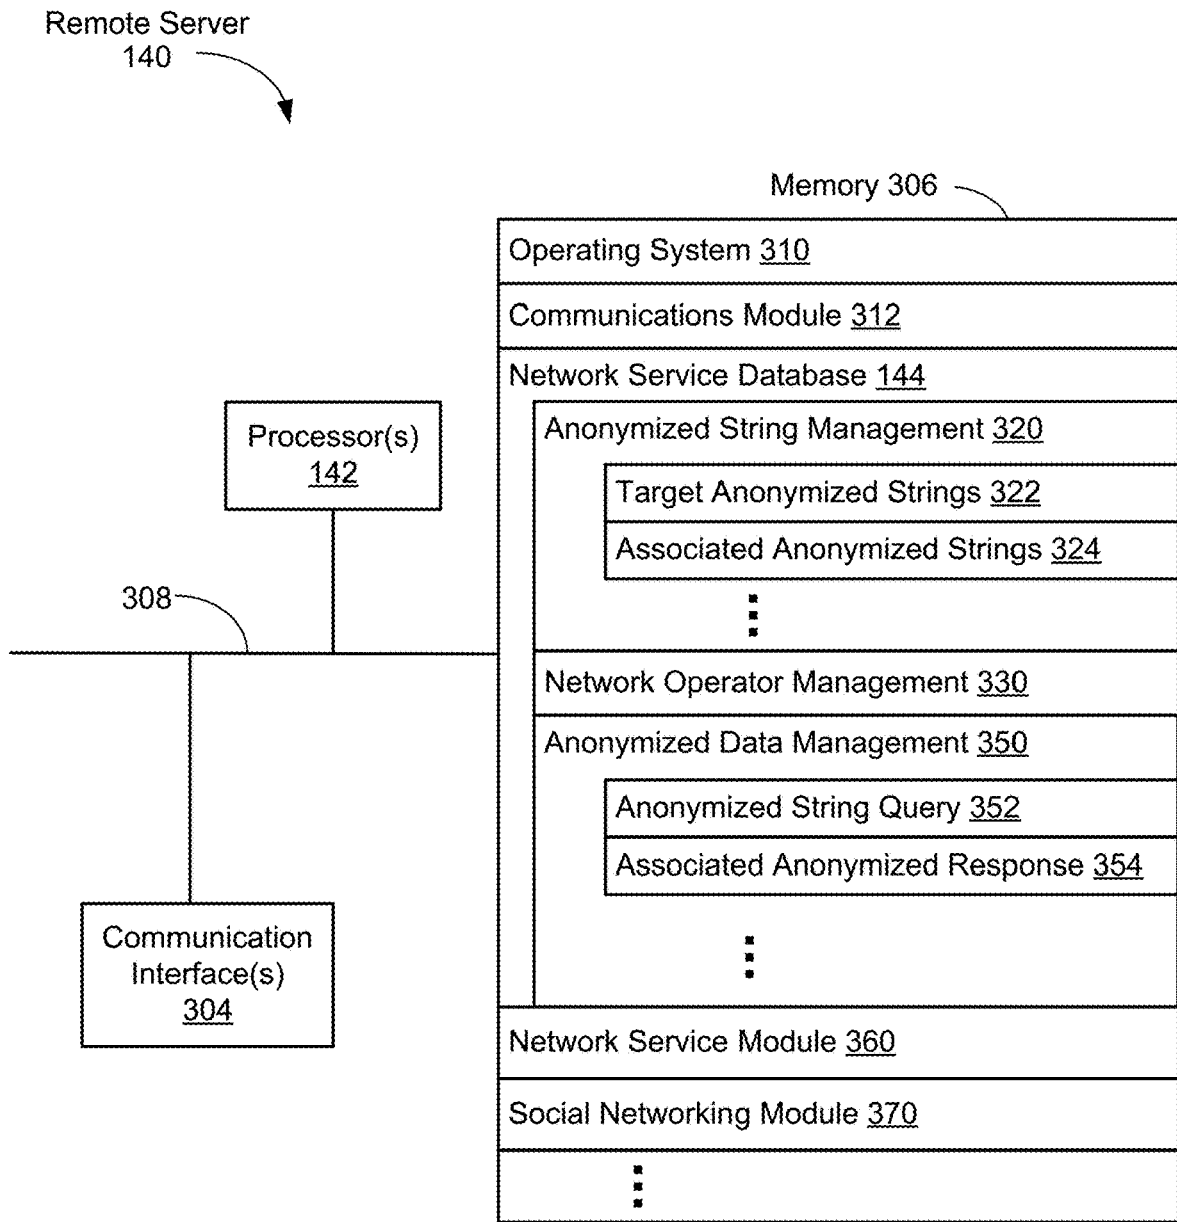 Remote Server
140
Memory 306
Operating System 310
Communications Module 312
Network Service Database 144
Anonymized String Management 320
Target Anonymized Strings 322
Associated Anonymized Strings 324
Network Operator Management 330
Anonymized Data Management 350
Anonymized String Query 352
Associated Anonymized Response 354
Network Service Module 360
Social Networking Module 370
Processor(s)
142
308
Communication
Interface(s)
304